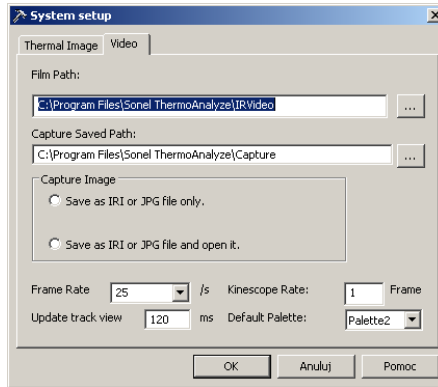 System setup
Thermal Image Video
Film Path:
C:\Program Files\Sonel ThermoAnalyze\IRVideo ...
Capture Saved Path:
C:\Program Files\Sonel ThermoAnalyze\Capture ...
Capture Image
Save as IRI or JPG file only.
Save as IRI or JPG file and open it.
Frame Rate 25 /s Kinescope Rate: 1 Frame
Update track view 120 ms Default Palette: Palette2
OK Anuluj Pomoc